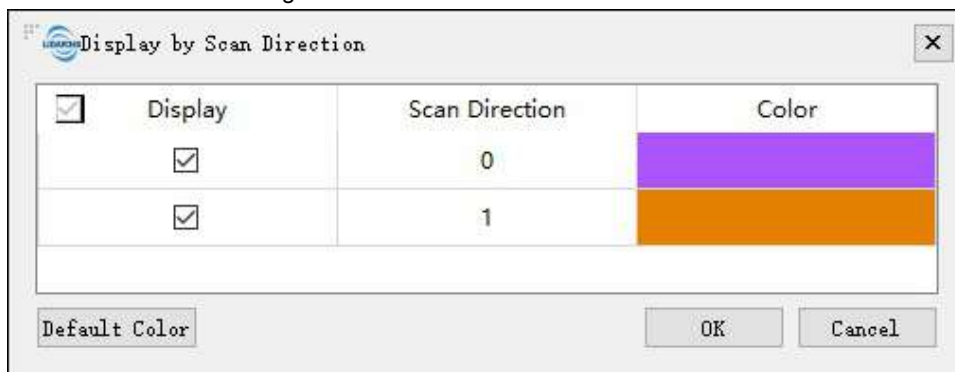 Display by Scan Direction
Display Scan Direction Color
0
1
Default Color OK Cancel